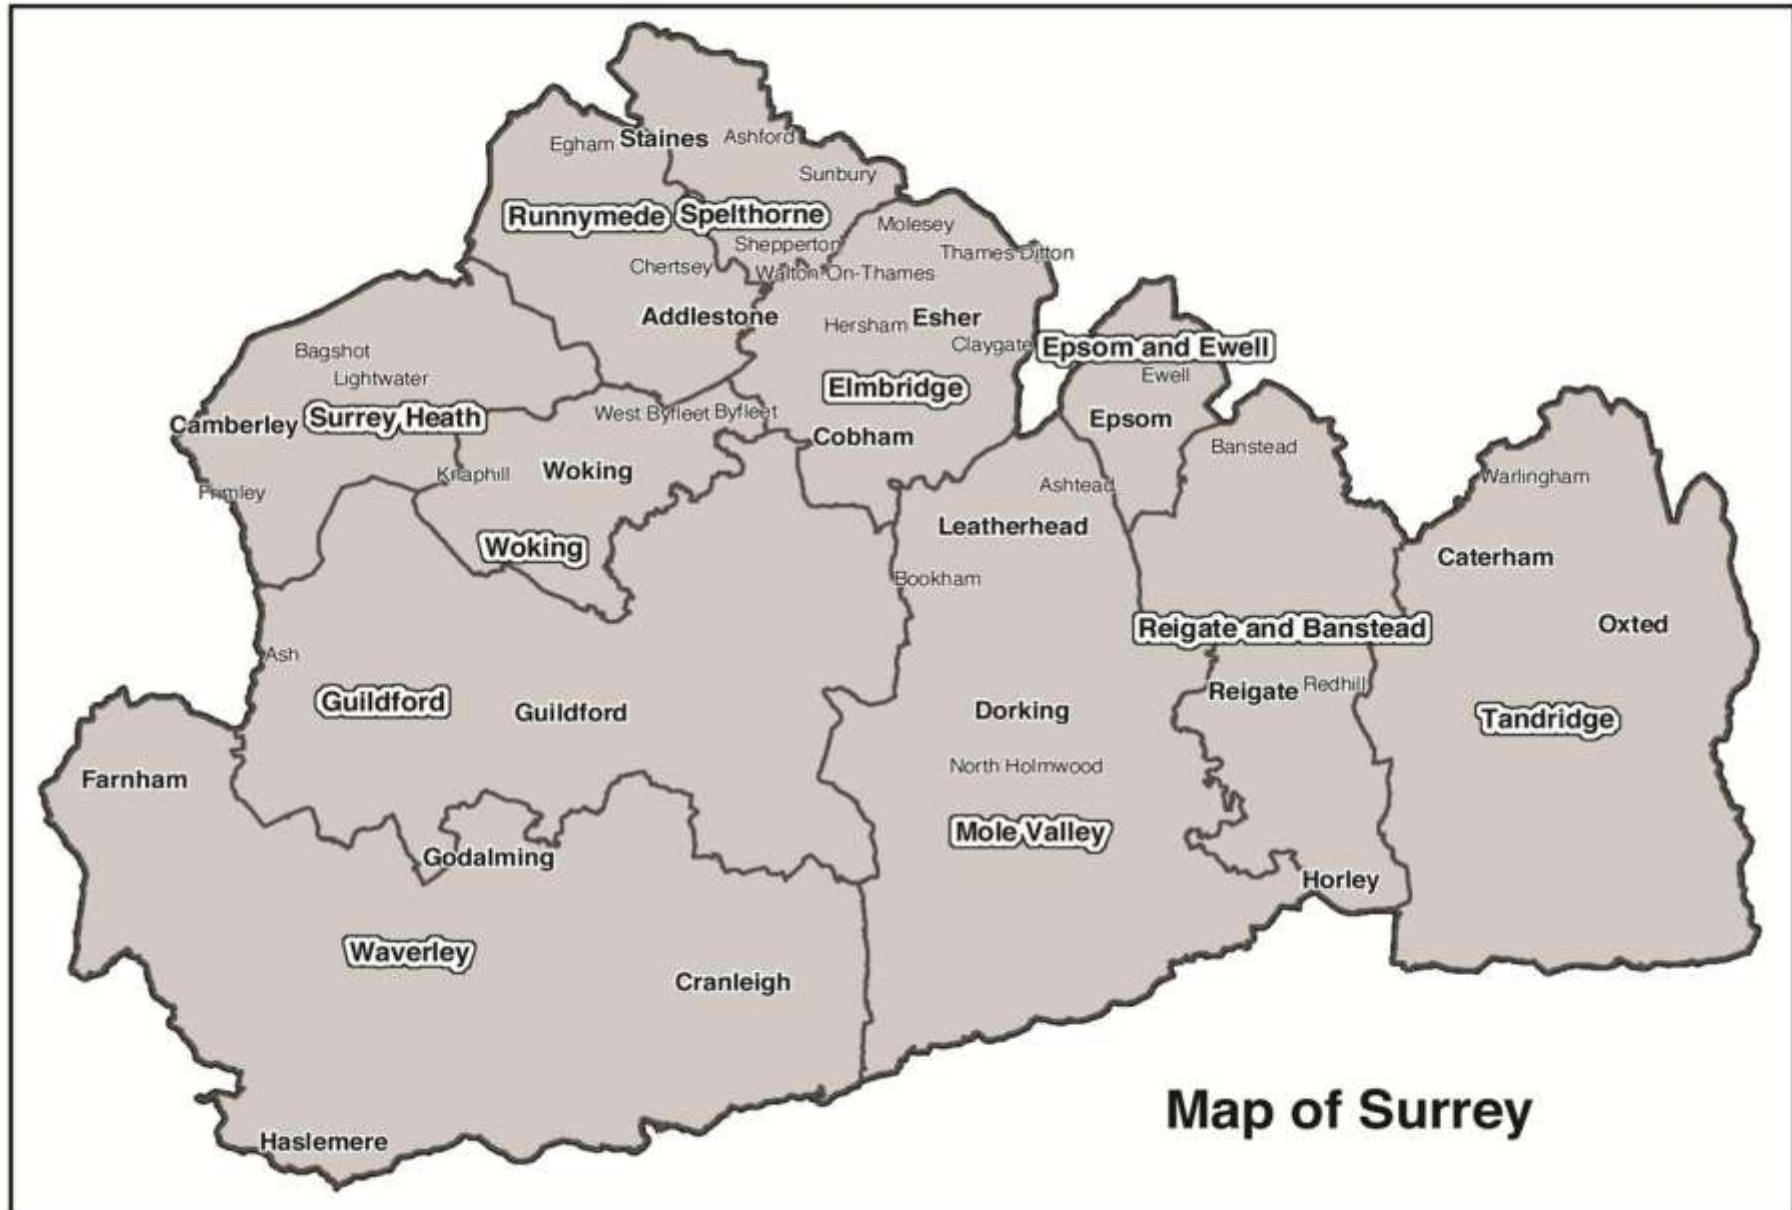 Egham
Staines
Ashford
Sunbury
Runnymede
Spelthorne
Molesey
Shepperton
Thames Ditton
Chertsey
Walton-On-Thames
Addlestone
Hersham
Esher
Claygate
Epsom and Ewell
Bagshot
Lightwater
Ewell
Elmbridge
Camberley
Surrey Heath
West Byfleet
Byfleet
Epsom
Cobham
Banstead
Knaphill
Woking
Frimley
Ashtead
Warlingham
Leatherhead
Woking
Caterham
Bookham
Oxted
Reigate and Banstead
Ash
Guildford
Guildford
Dorking
Reigate
Redhill
Tandridge
Farnham
North Holmwood
Mole Valley
Godalming
Horley
Waverley
Cranleigh
Haslemere
Map of Surrey